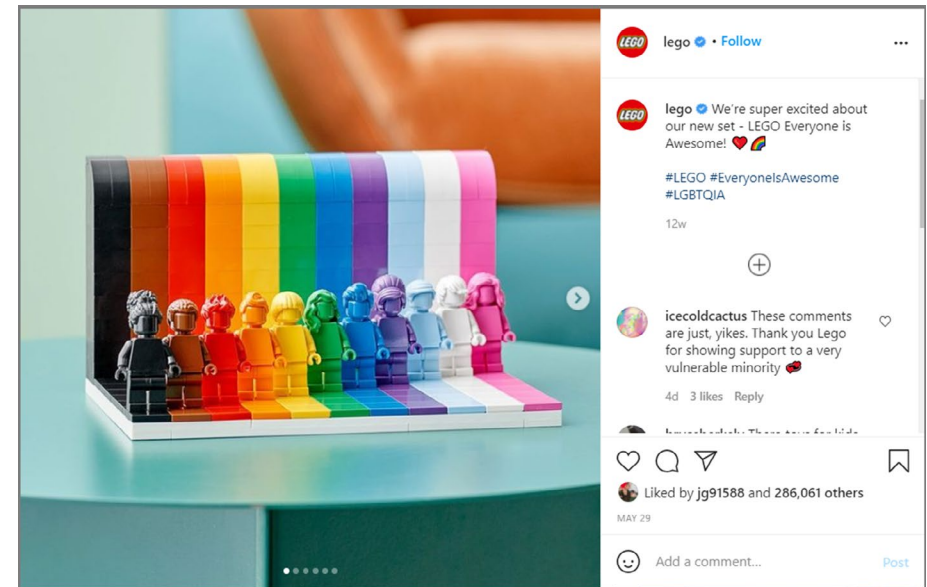 LEGO
lego • Follow
LEGO
lego We're super excited about
our new set - LEGO Everyone is
Awesome! ❤️🌈
#LEGO #EveryoneIsAwesome
#LGBTQIA
12w
icecoldcactus These comments
are just, yikes. Thank you Lego
for showing support to a very
vulnerable minority 💋
4d 3 likes Reply
Liked by jg91588 and 286,061 others
MAY 29
Add a comment...
Post